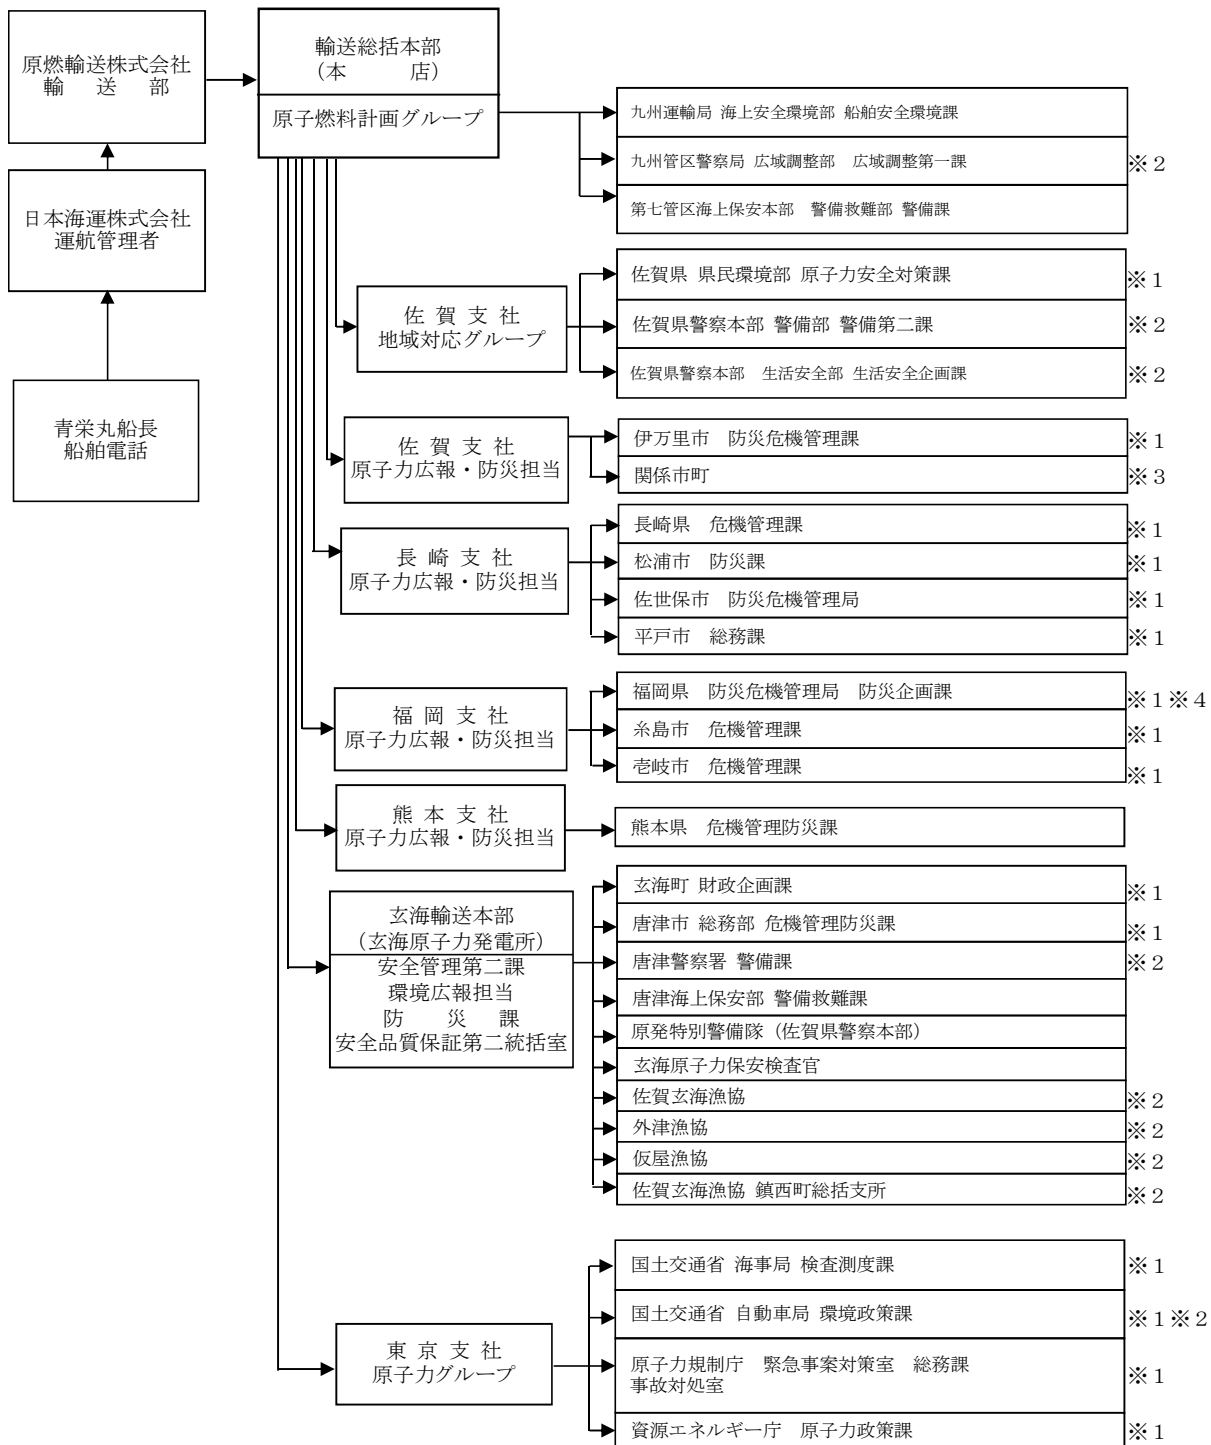 原燃輸送株式会社
輸　送　部
日本海運株式会社
運航管理者
青栄丸船長
船舶電話
輸送総括本部
（本　　店）
原子燃料計画グループ
九州運輸局 海上安全環境部 船舶安全環境課
九州管区警察局 広域調整部　広域調整第一課 ※２
第七管区海上保安本部　警備救難部 警備課
佐 賀 支 社
地域対応グループ
佐賀県 県民環境部 原子力安全対策課 ※１
佐賀県警察本部 警備部 警備第二課 ※２
佐賀県警察本部　生活安全部 生活安全企画課 ※２
佐 賀 支 社
原子力広報・防災担当
伊万里市　防災危機管理課 ※１
関係市町 ※３
長 崎 支 社
原子力広報・防災担当
長崎県　危機管理課 ※１
松浦市　防災課 ※１
佐世保市　防災危機管理局 ※１
平戸市　総務課 ※１
福 岡 支 社
原子力広報・防災担当
福岡県　防災危機管理局　防災企画課 ※１※４
糸島市　危機管理課 ※１
壱岐市　危機管理課 ※１
熊 本 支 社
原子力広報・防災担当
熊本県　危機管理防災課
玄海輸送本部
（玄海原子力発電所）
安全管理第二課
環境広報担当
防　災　課
安全品質保証第二統括室
玄海町 財政企画課 ※１
唐津市 総務部 危機管理防災課 ※１
唐津警察署 警備課 ※２
唐津海上保安部 警備救難課
原発特別警備隊（佐賀県警察本部）
玄海原子力保安検査官
佐賀玄海漁協 ※２
外津漁協 ※２
仮屋漁協 ※２
佐賀玄海漁協 鎮西町総括支所 ※２
東 京 支 社
原子力グループ
国土交通省 海事局 検査測度課 ※１
国土交通省 自動車局 環境政策課 ※１※２
原子力規制庁　緊急事案対策室　総務課
事故対処室 ※１
資源エネルギー庁　原子力政策課 ※１